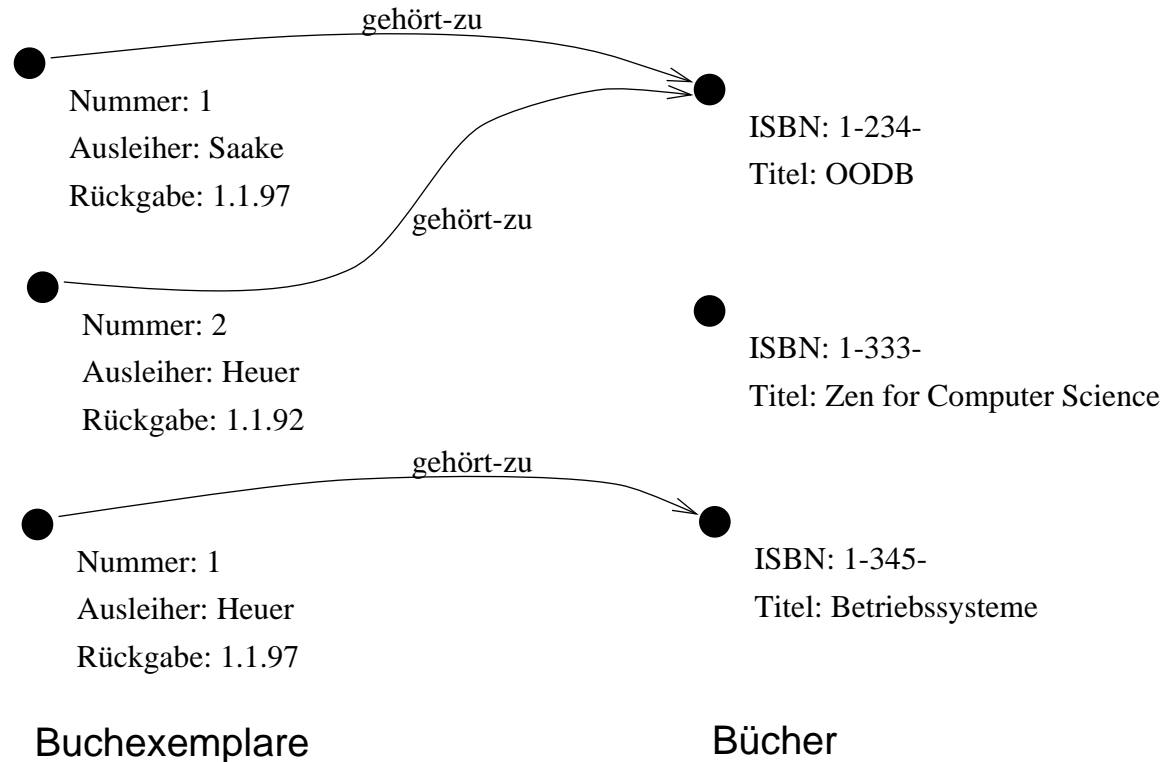 gehört-zu
Nummer: 1
Ausleiher: Saake
Rückgabe: 1.1.97
ISBN: 1-234-
Titel: OODB
gehört-zu
Nummer: 2
Ausleiher: Heuer
Rückgabe: 1.1.92
ISBN: 1-333-
Titel: Zen for Computer Science
gehört-zu
Nummer: 1
Ausleiher: Heuer
Rückgabe: 1.1.97
ISBN: 1-345-
Titel: Betriebssysteme
Buchexemplare
Bücher